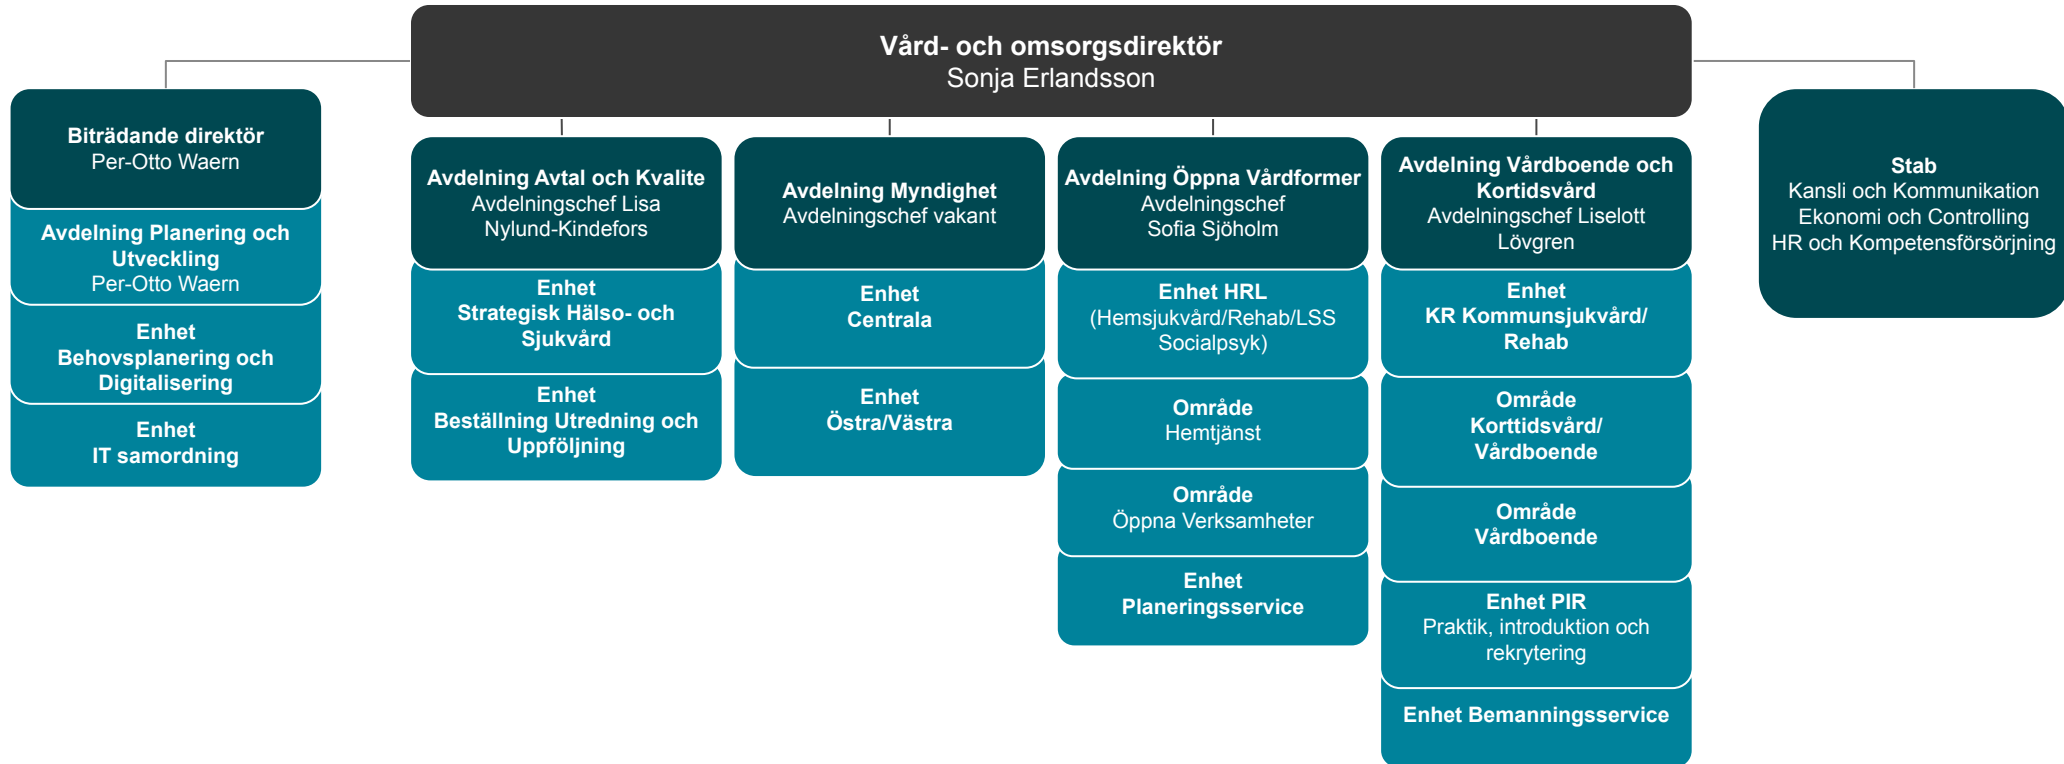 Vård- och omsorgsdirektör
Sonja Erlandsson
Biträdande direktör
Per-Otto Waern
Avdelning Planering och
Utveckling
Per-Otto Waern
Enhet
Behovsplanering och
Digitalisering
Enhet
IT samordning
Avdelning Avtal och Kvalite
Avdelningschef Lisa
Nylund-Kindefors
Enhet
Strategisk Hälso- och
Sjukvård
Enhet
Beställning Utredning och
Uppföljning
Avdelning Myndighet
Avdelningschef vakant
Enhet
Centrala
Enhet
Östra/Västra
Avdelning Öppna Vårdformer
Avdelningschef
Sofia Sjöholm
Enhet HRL
(Hemsjukvård/Rehab/LSS
Socialpsyk)
Område
Hemtjänst
Område
Öppna Verksamheter
Enhet
Planeringsservice
Avdelning Vårdboende och
Kortidsvård
Avdelningschef Liselott
Lövgren
Enhet
KR Kommunsjukvård/
Rehab
Område
Korttidsvård/
Vårdboende
Område
Vårdboende
Enhet PIR
Praktik, introduktion och
rekrytering
Enhet Bemanningsservice
Stab
Kansli och Kommunikation
Ekonomi och Controlling
HR och Kompetensförsörjning